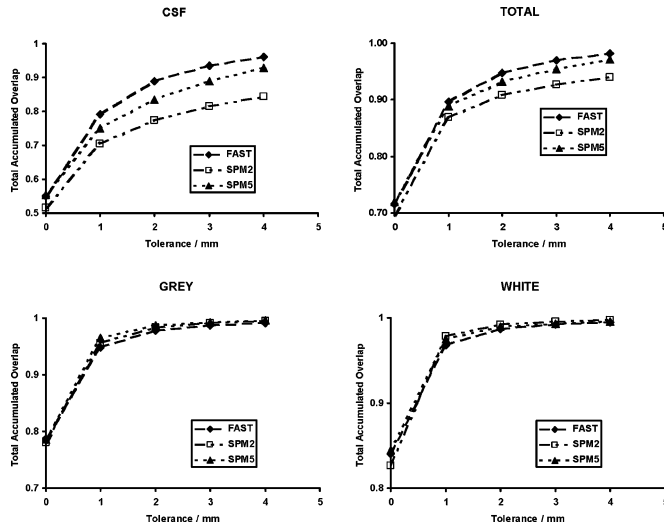 CSF
Total Accumulated Overlap
1
0.9
0.8
0.7
0.6
0.5
0 1 2 3 4 5
Tolerance / mm
FAST
SPM2
SPM5
TOTAL
Total Accumulated Overlap
1.00
0.90
0.80
0.70
0 1 2 3 4 5
Tolerance / mm
FAST
SPM2
SPM5
GREY
Total Accumulated Overlap
1
0.9
0.8
0.7
0 1 2 3 4 5
Tolerance / mm
FAST
SPM2
SPM5
WHITE
Total Accumulated Overlap
1
0.9
0.8
0 1 2 3 4 5
Tolerance / mm
FAST
SPM2
SPM5